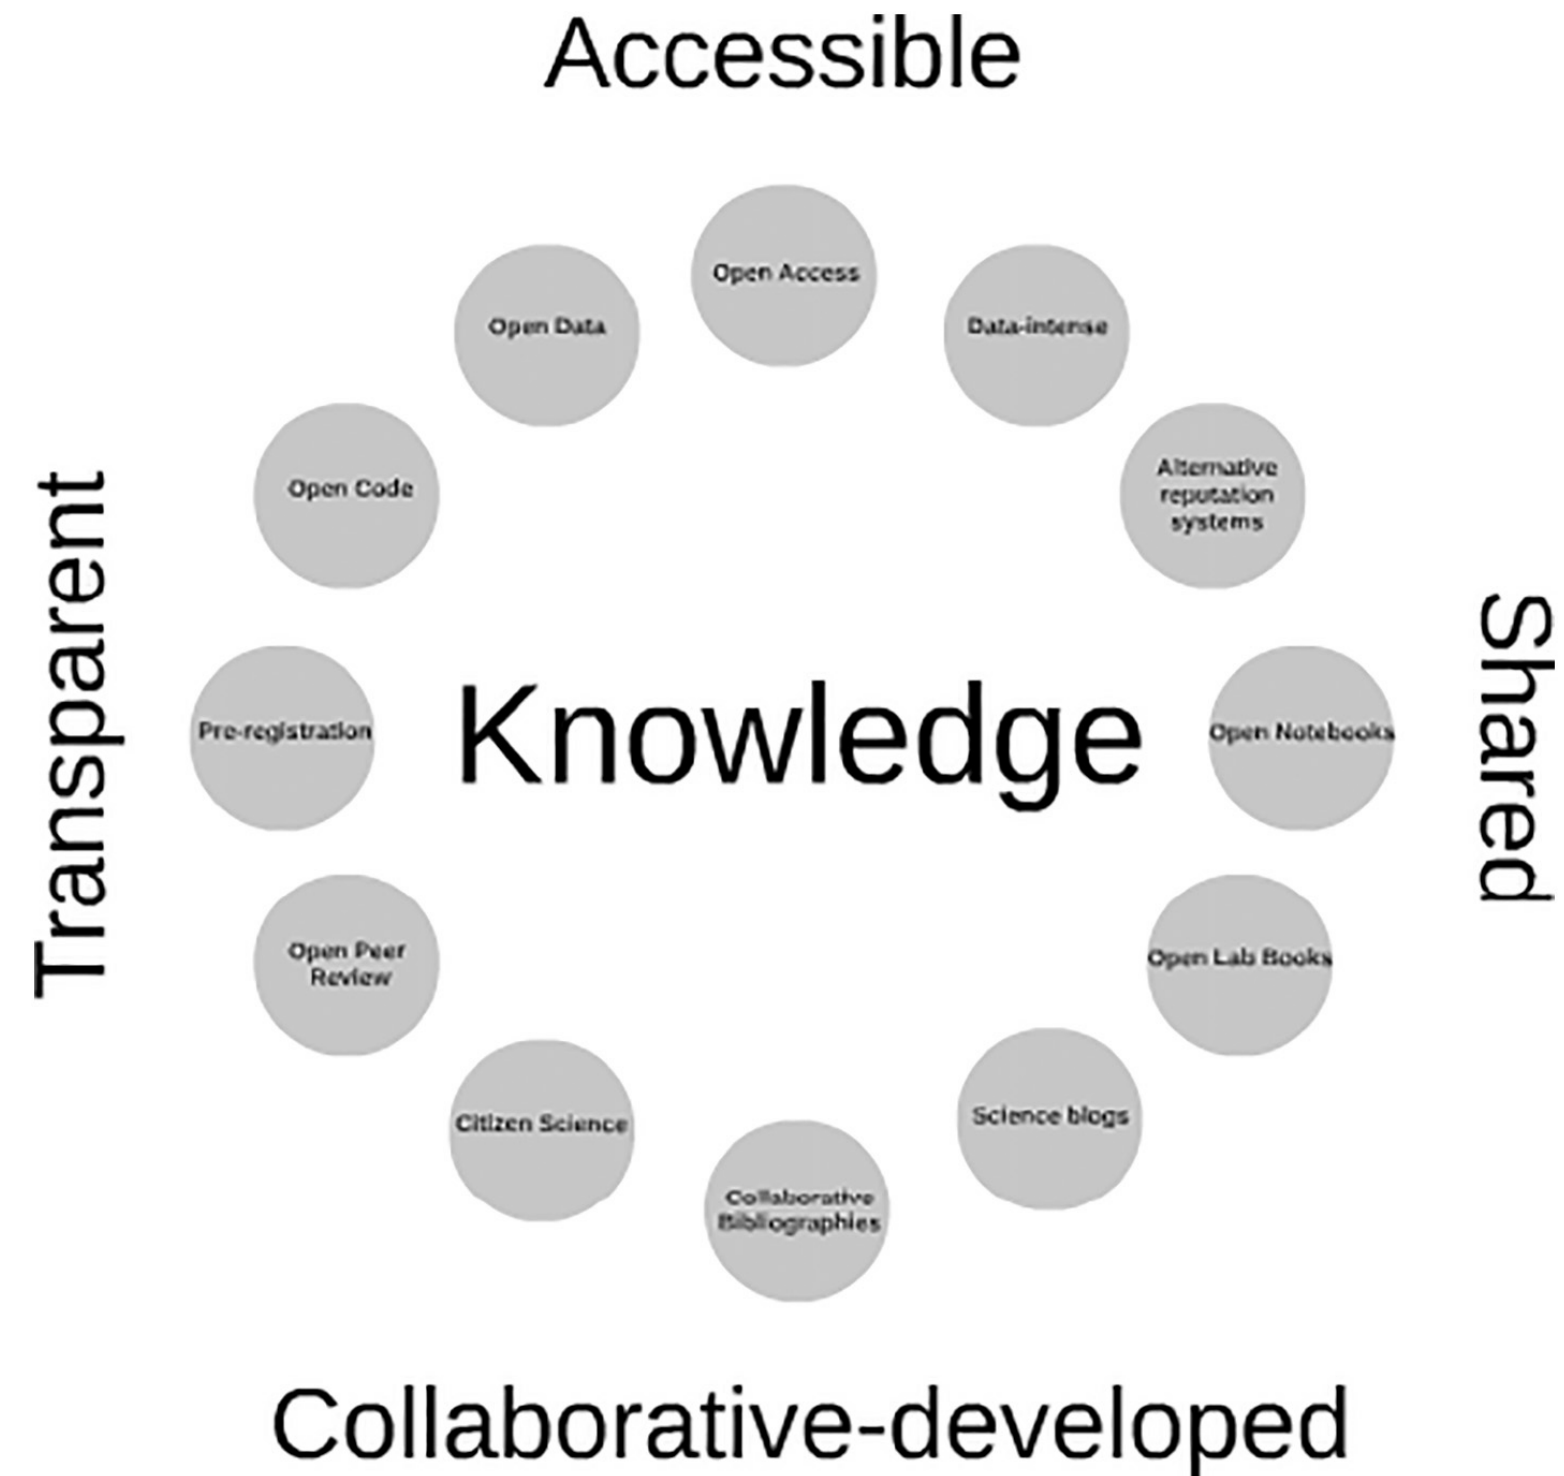 Accessible
Open Access
Open Data
Data-intense
Open Code
Alternative
reputation
systems
Transparent
Pre-registration
Knowledge
Open Notebooks
Shared
Open Peer
Review
Open Lab Books
Citizen Science
Science blogs
Collaborative
Bibliographies
Collaborative-developed